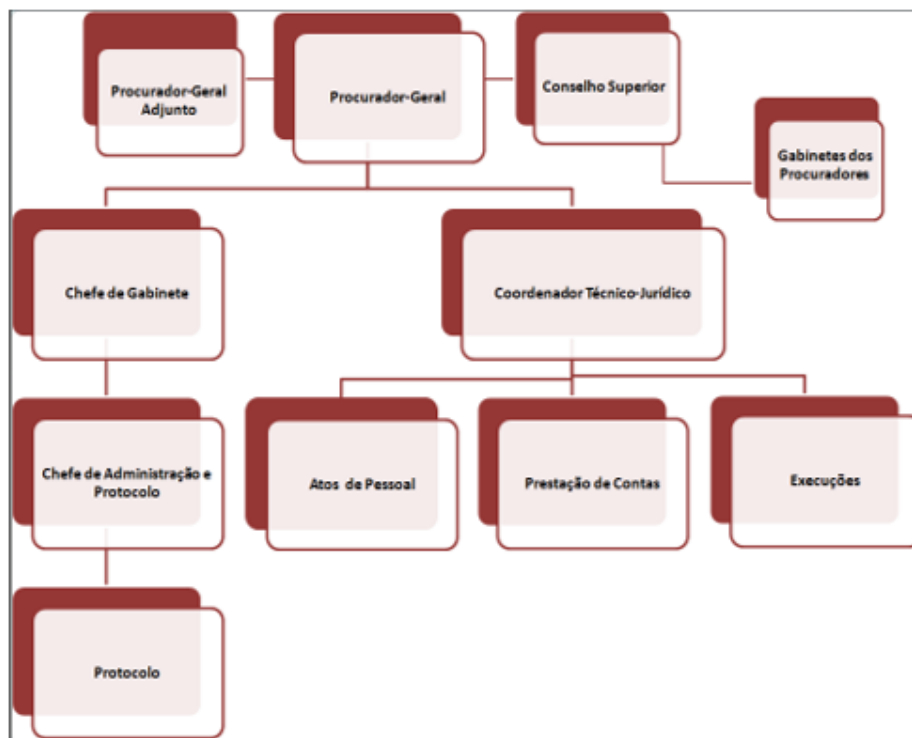 Procurador-Geral
Adjunto
Procurador-Geral
Conselho Superior
Gabinetes dos
Procuradores
Chefe de Gabinete
Coordenador Técnico-Jurídico
Chefe de Administração e
Protocolo
Atos de Pessoal
Prestação de Contas
Execuções
Protocolo